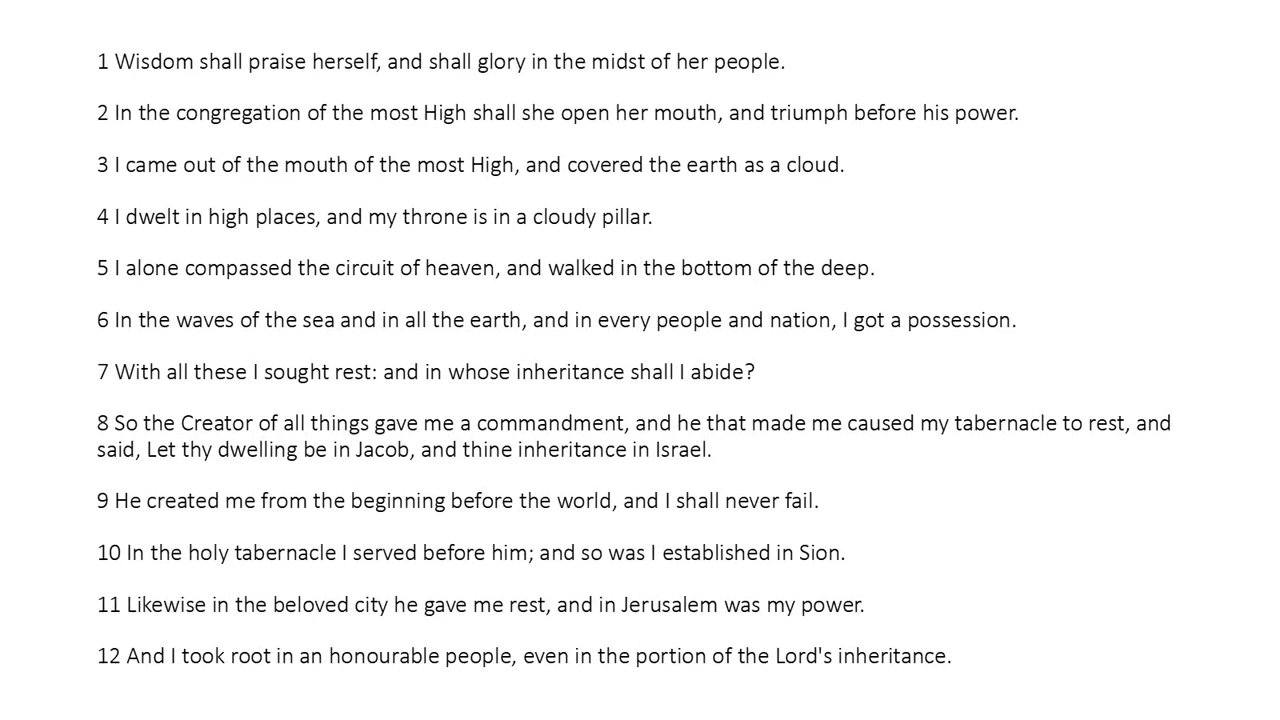 1 Wisdom shall praise herself, and shall glory in the midst of her people.
2 In the congregation of the most High shall she open her mouth, and triumph before his power.
3 I came out of the mouth of the most High, and covered the earth as a cloud.
4 I dwelt in high places, and my throne is in a cloudy pillar.
5 I alone compassed the circuit of heaven, and walked in the bottom of the deep.
6 In the waves of the sea and in all the earth, and in every people and nation, I got a possession.
7 With all these I sought rest: and in whose inheritance shall I abide?
8 So the Creator of all things gave me a commandment, and he that made me caused my tabernacle to rest, and
said, Let thy dwelling be in Jacob, and thine inheritance in Israel.
9 He created me from the beginning before the world, and I shall never fail.
10 In the holy tabernacle I served before him; and so was I established in Sion.
11 Likewise in the beloved city he gave me rest, and in Jerusalem was my power.
12 And I took root in an honourable people, even in the portion of the Lord's inheritance.